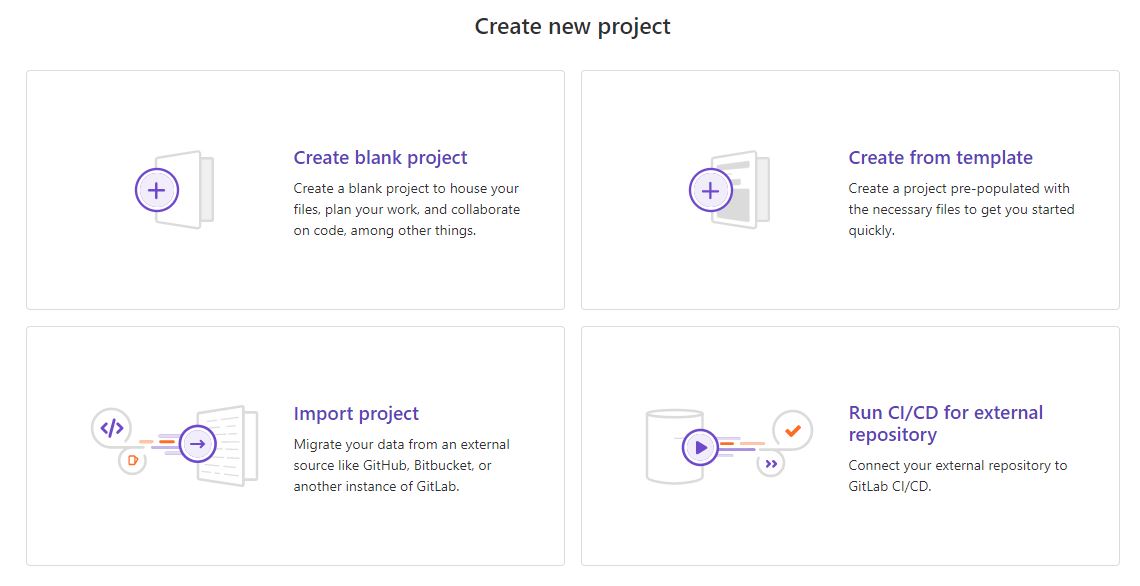 Create new project
Create blank project
Create a blank project to house your
files, plan your work, and collaborate
on code, among other things.
Create from template
Create a project pre-populated with
the necessary files to get you started
quickly.
Import project
Migrate your data from an external
source like GitHub, Bitbucket, or
another instance of GitLab.
Run CI/CD for external
repository
Connect your external repository to
GitLab CI/CD.